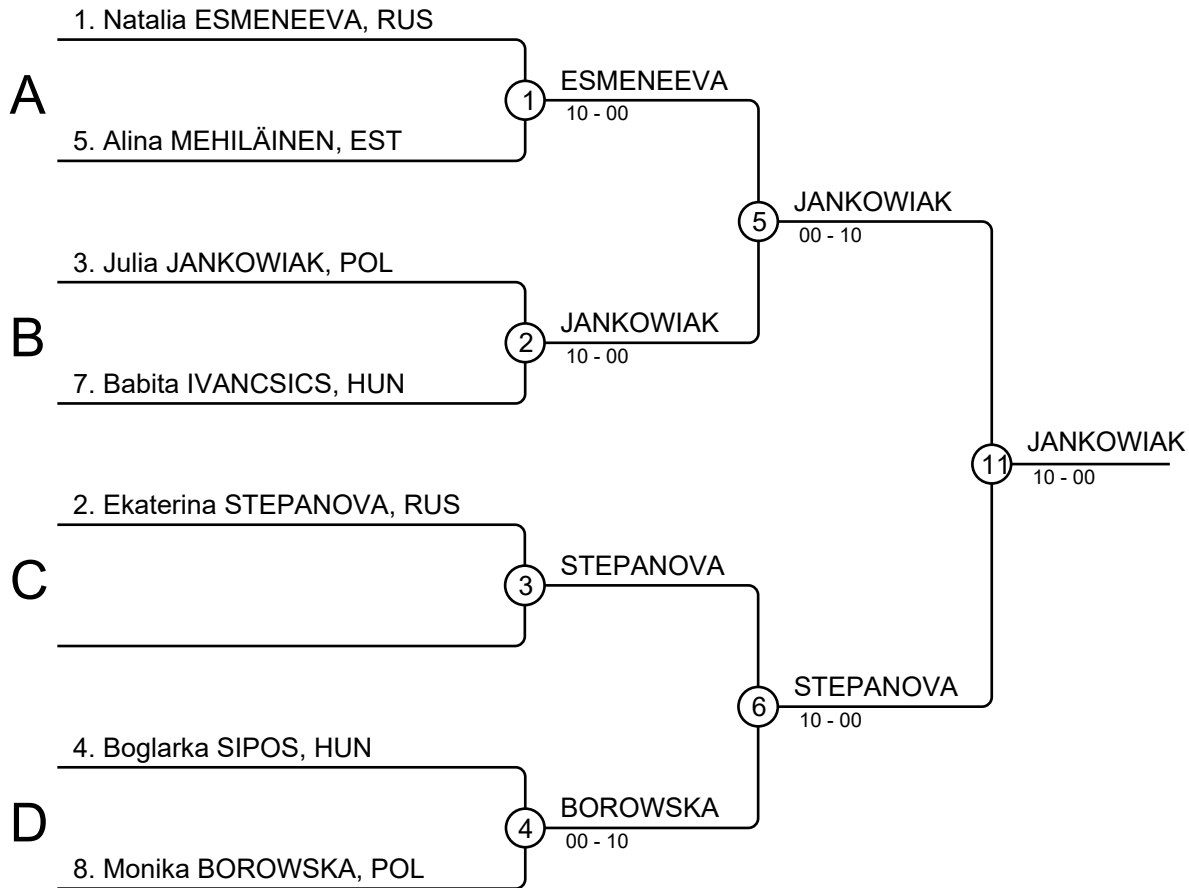 1. Natalia ESMENEEVA, RUS
A
1
ESMENEEVA
10 - 00
5. Alina MEHILÄINEN, EST
5
JANKOWIAK
00 - 10
3. Julia JANKOWIAK, POL
B
2
JANKOWIAK
10 - 00
7. Babita IVANCSICS, HUN
11
JANKOWIAK
10 - 00
2. Ekaterina STEPANOVA, RUS
C
3
STEPANOVA
6
STEPANOVA
10 - 00
4. Boglarka SIPOS, HUN
D
4
BOROWSKA
00 - 10
8. Monika BOROWSKA, POL